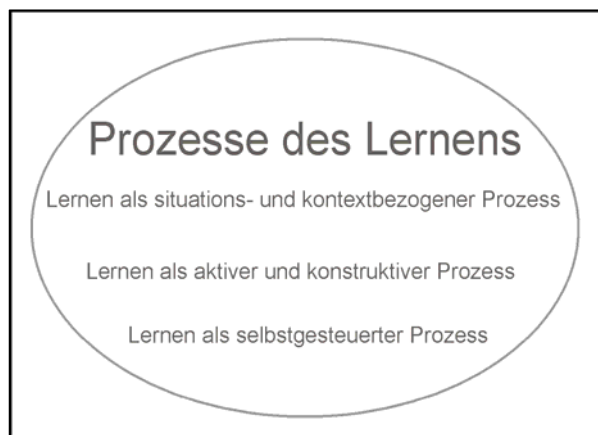 Prozesse des Lernens
Lernen als situations- und kontextbezogener Prozess
Lernen als aktiver und konstruktiver Prozess
Lernen als selbstgesteuerter Prozess